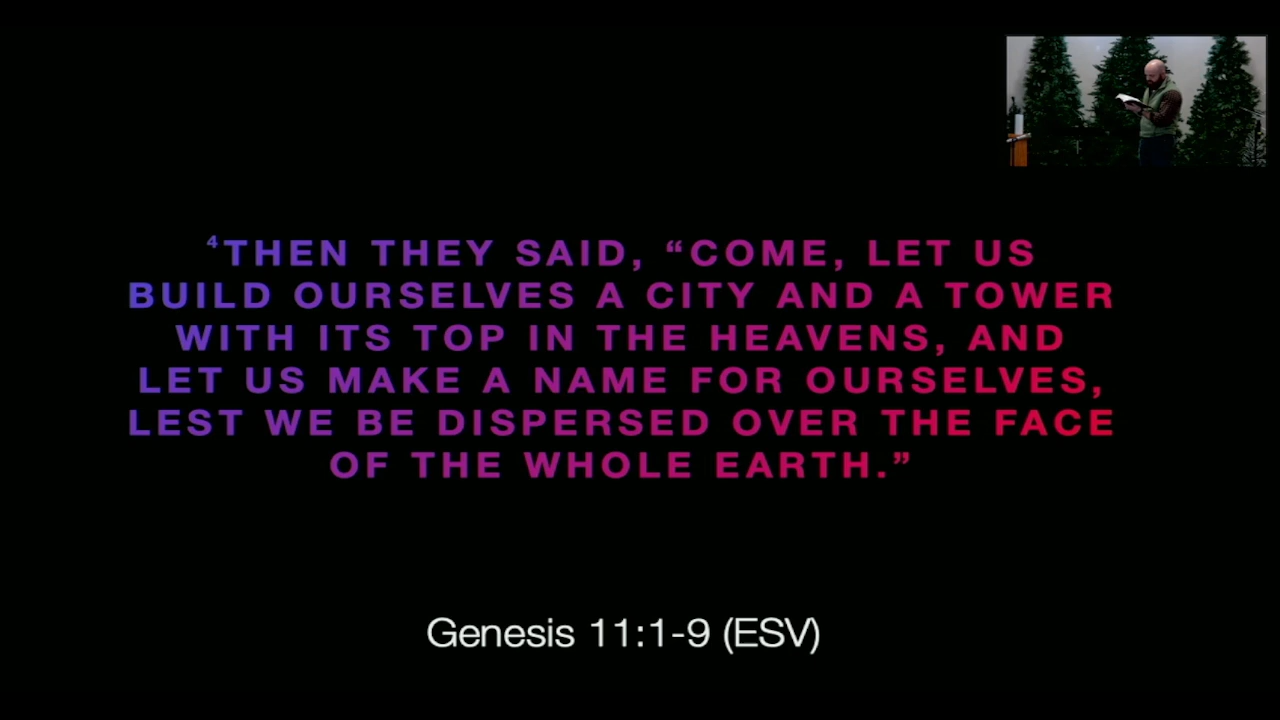 ⁴THEN THEY SAID, “COME, LET US
BUILD OURSELVES A CITY AND A TOWER
WITH ITS TOP IN THE HEAVENS, AND
LET US MAKE A NAME FOR OURSELVES,
LEST WE BE DISPERSED OVER THE FACE
OF THE WHOLE EARTH.”
Genesis 11:1-9 (ESV)